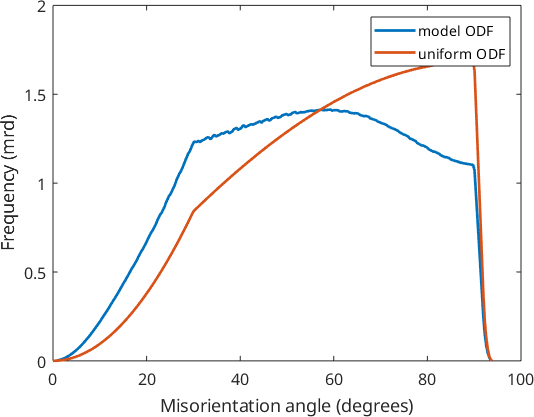 2
1.5
1
0.5
0
0
20
40
60
80
100
Frequency (mrd)
Misorientation angle (degrees)
model ODF
uniform ODF